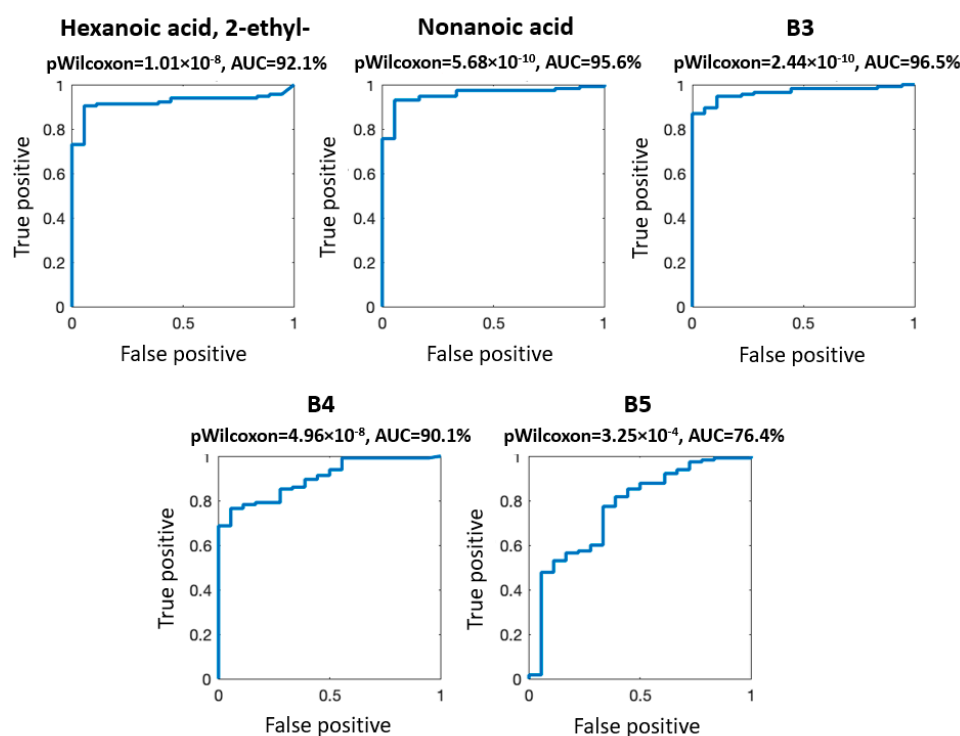 Hexanoic acid, 2-ethyl-
pWilcoxon=1.01×10⁻⁸, AUC=92.1%
1
0.8
0.6
0.4
0.2
0
0
0.5
1
True positive
False positive
Nonanoic acid
pWilcoxon=5.68×10⁻¹⁰, AUC=95.6%
1
0.8
0.6
0.4
0.2
0
0
0.5
1
True positive
False positive
B3
pWilcoxon=2.44×10⁻¹⁰, AUC=96.5%
1
0.8
0.6
0.4
0.2
0
0
0.5
1
True positive
False positive
B4
pWilcoxon=4.96×10⁻⁸, AUC=90.1%
1
0.8
0.6
0.4
0.2
0
0
0.5
1
True positive
False positive
B5
pWilcoxon=3.25×10⁻⁴, AUC=76.4%
1
0.8
0.6
0.4
0.2
0
0
0.5
1
True positive
False positive